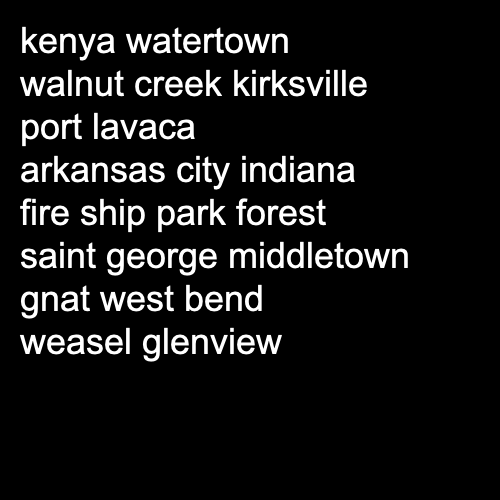 kenya watertown
walnut creek kirksville
port lavaca
arkansas city indiana
fire ship park forest
saint george middletown
gnat west bend
weasel glenview